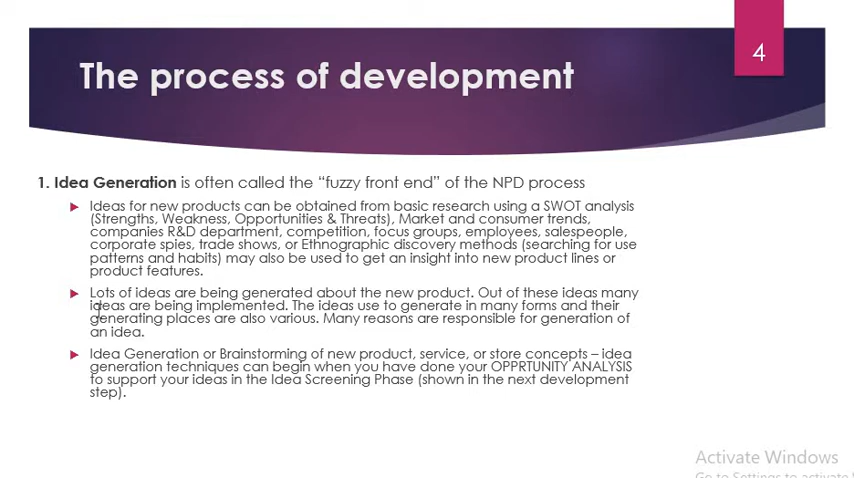 4
The process of development
1. Idea Generation is often called the “fuzzy front end” of the NPD process
Ideas for new products can be obtained from basic research using a SWOT analysis
(Strengths, Weakness, Opportunities & Threats), Market and consumer trends,
companies R&D department, competition, focus groups, employees, salespeople,
corporate spies, trade shows, or Ethnographic discovery methods (searching for use
patterns and habits) may also be used to get an insight into new product lines or
product features.
Lots of ideas are being generated about the new product. Out of these ideas many
ideas are being implemented. The ideas use to generate in many forms and their
generating places are also various. Many reasons are responsible for generation of
an idea.
Idea Generation or Brainstorming of new product, service, or store concepts – idea
generation techniques can begin when you have done your OPPRTUNITY ANALYSIS
to support your ideas in the Idea Screening Phase (shown in the next development
step).
Activate Windows
Go to Settings to activate